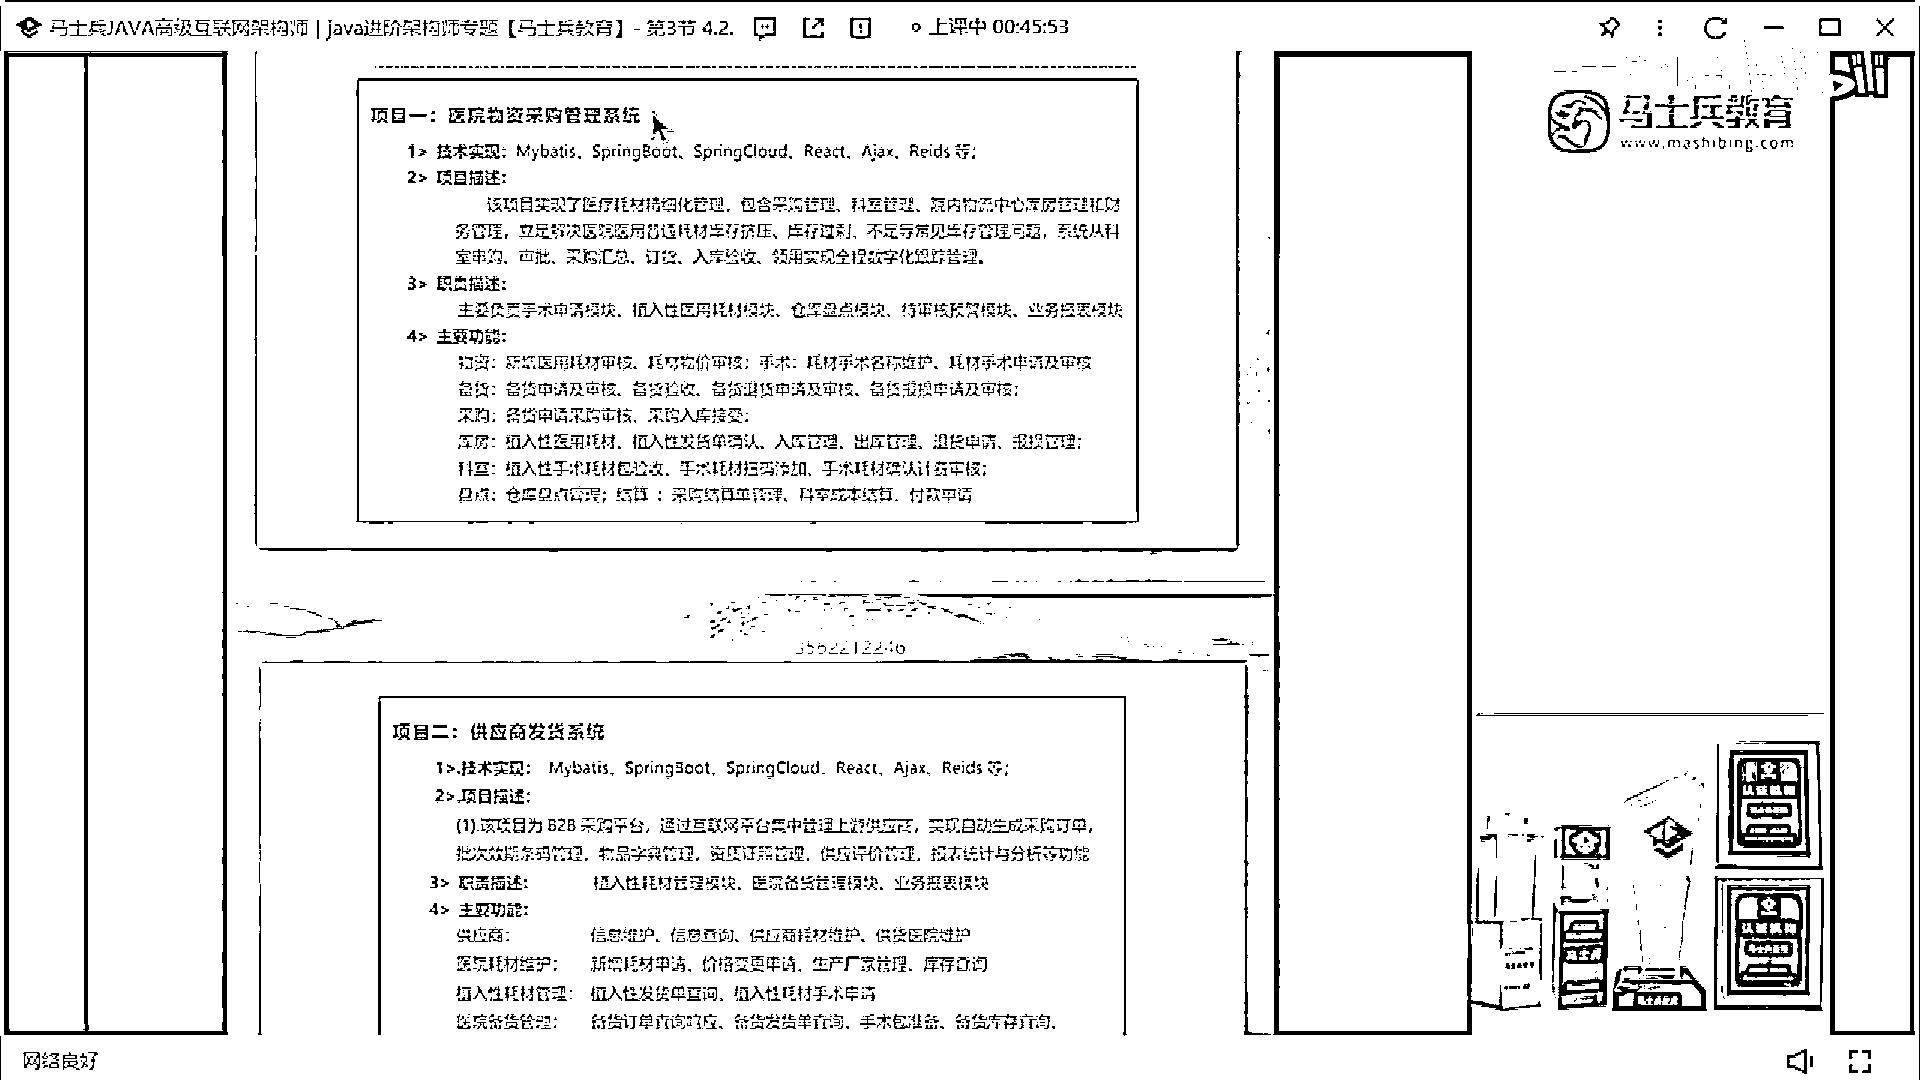 马士兵JAVA高级互联网架构师 | java进阶架构师专题【马士兵教育】- 第3节 4.2.
上课中 00:45:53
马士兵教育
www.mashibing.com
项目一：医院物资采购管理系统
1> 技术实现：Mybatis、SpringBoot、SpringCloud、React、Ajax、Reids 等；
2> 项目描述：
该项目实现了医疗耗材精细化管理，包含采购管理、科室管理、院内物流中心库房管理和财
务管理，立足解决医院医用普通耗材库存挤压、库存过剩、不足等常见库存管理问题，系统从科
室申购、审批、采购汇总、订货、入库验收、领用实现全程数字化跟踪管理。
3> 职责描述：
主要负责手术申请模块、植入性医用耗材模块、仓库盘点模块、待审核预警模块、业务报表模块
4> 主要功能：
物资：新增医用耗材审核、耗材物价审核；手术：耗材手术名称维护、耗材手术申请及审核
备货：备货申请及审核、备货验收、备货退货申请及审核、备货报损申请及审核；
采购：备货申请采购审核、采购入库接受；
库房：植入性医用耗材、植入性发货单确认、入库管理、出库管理、退货申请、报损管理；
科室：植入性手术耗材包验收、手术耗材扫码添加、手术耗材确认计费审核；
盘点：仓库盘点管理；结算：采购结算单管理、科室成本结算、付款申请
3562212246
项目二：供应商发货系统
1>.技术实现： Mybatis、SpringBoot、SpringCloud、React、Ajax、Reids 等；
2>.项目描述：
(1).该项目为 B2B 采购平台，通过互联网平台集中管理上游供应商，实现自动生成采购订单，
批次效期条码管理，物品字典管理，资质证照管理，供应评价管理，报表统计与分析等功能
3> 职责描述： 植入性耗材管理模块、医院备货管理模块、业务报表模块
4> 主要功能：
供应商： 信息维护、信息查询、供应商耗材维护、供货医院维护
医院耗材维护： 新增耗材申请、价格变更申请、生产厂家管理、库存查询
植入性耗材管理： 植入性发货单查询、植入性耗材手术申请
医院备货管理： 备货订单查询响应、备货发货单查询、手术包准备、备货库存查询、
网络良好